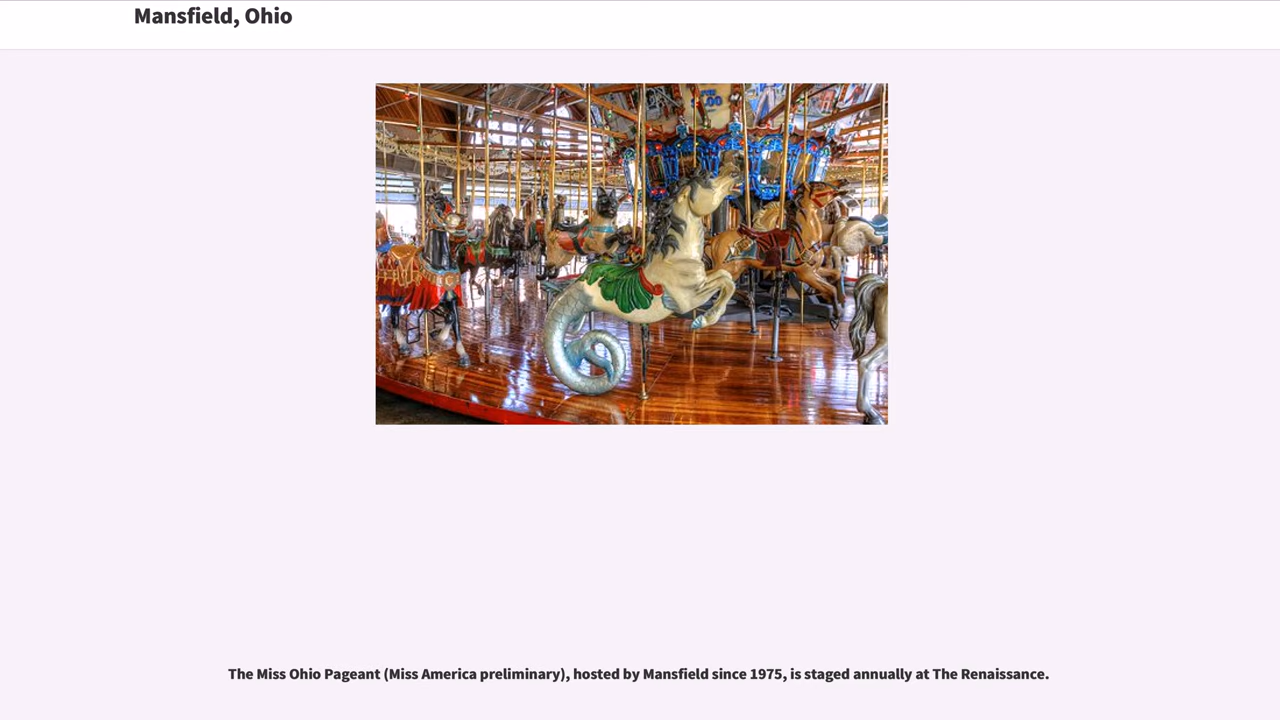 Mansfield, Ohio
.00
The Miss Ohio Pageant (Miss America preliminary), hosted by Mansfield since 1975, is staged annually at The Renaissance.